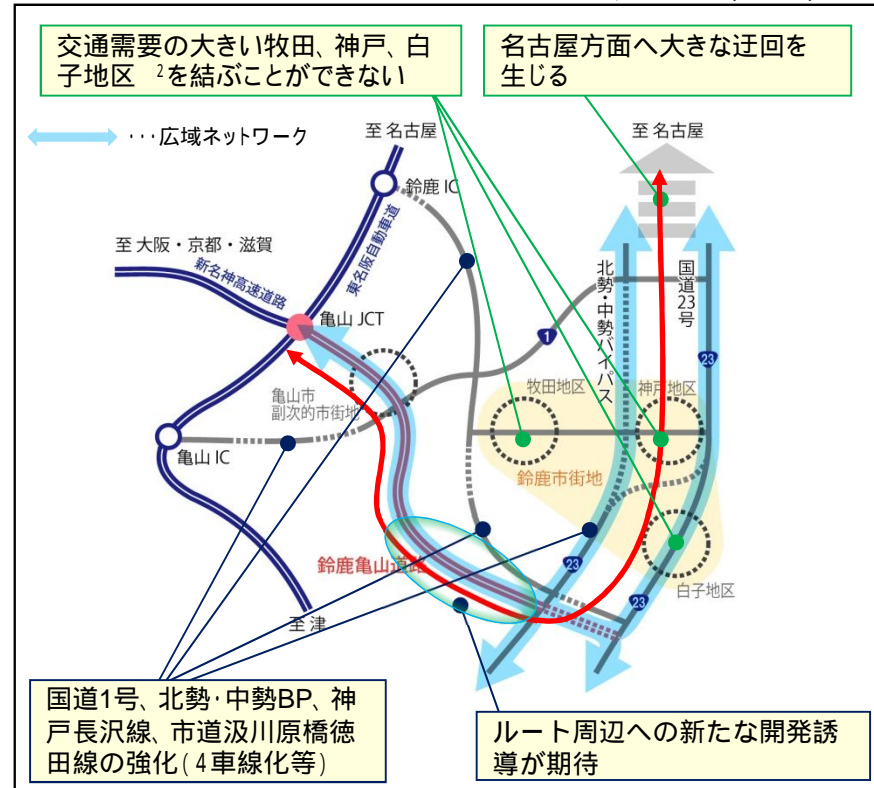 交通需要の大きい牧田、神戸、白
子地区 2を結ぶことができない
名古屋方面へ大きな迂回を
生じる
・・・広域ネットワーク
至 名古屋
至 名古屋
鈴鹿 IC
至 大阪・京都・滋賀
新名神高速道路
東名阪自動車道
北勢・中勢バイパス
国道23号
亀山 JCT
1
23
亀山市
副次的市街地
牧田地区
神戸地区
亀山 IC
鈴鹿市街地
鈴鹿亀山道路
23
23
白子地区
至 津
国道1号、北勢・中勢BP、神
戸長沢線、市道汲川原橋徳
田線の強化(4車線化等)
ルート周辺への新たな開発誘
導が期待